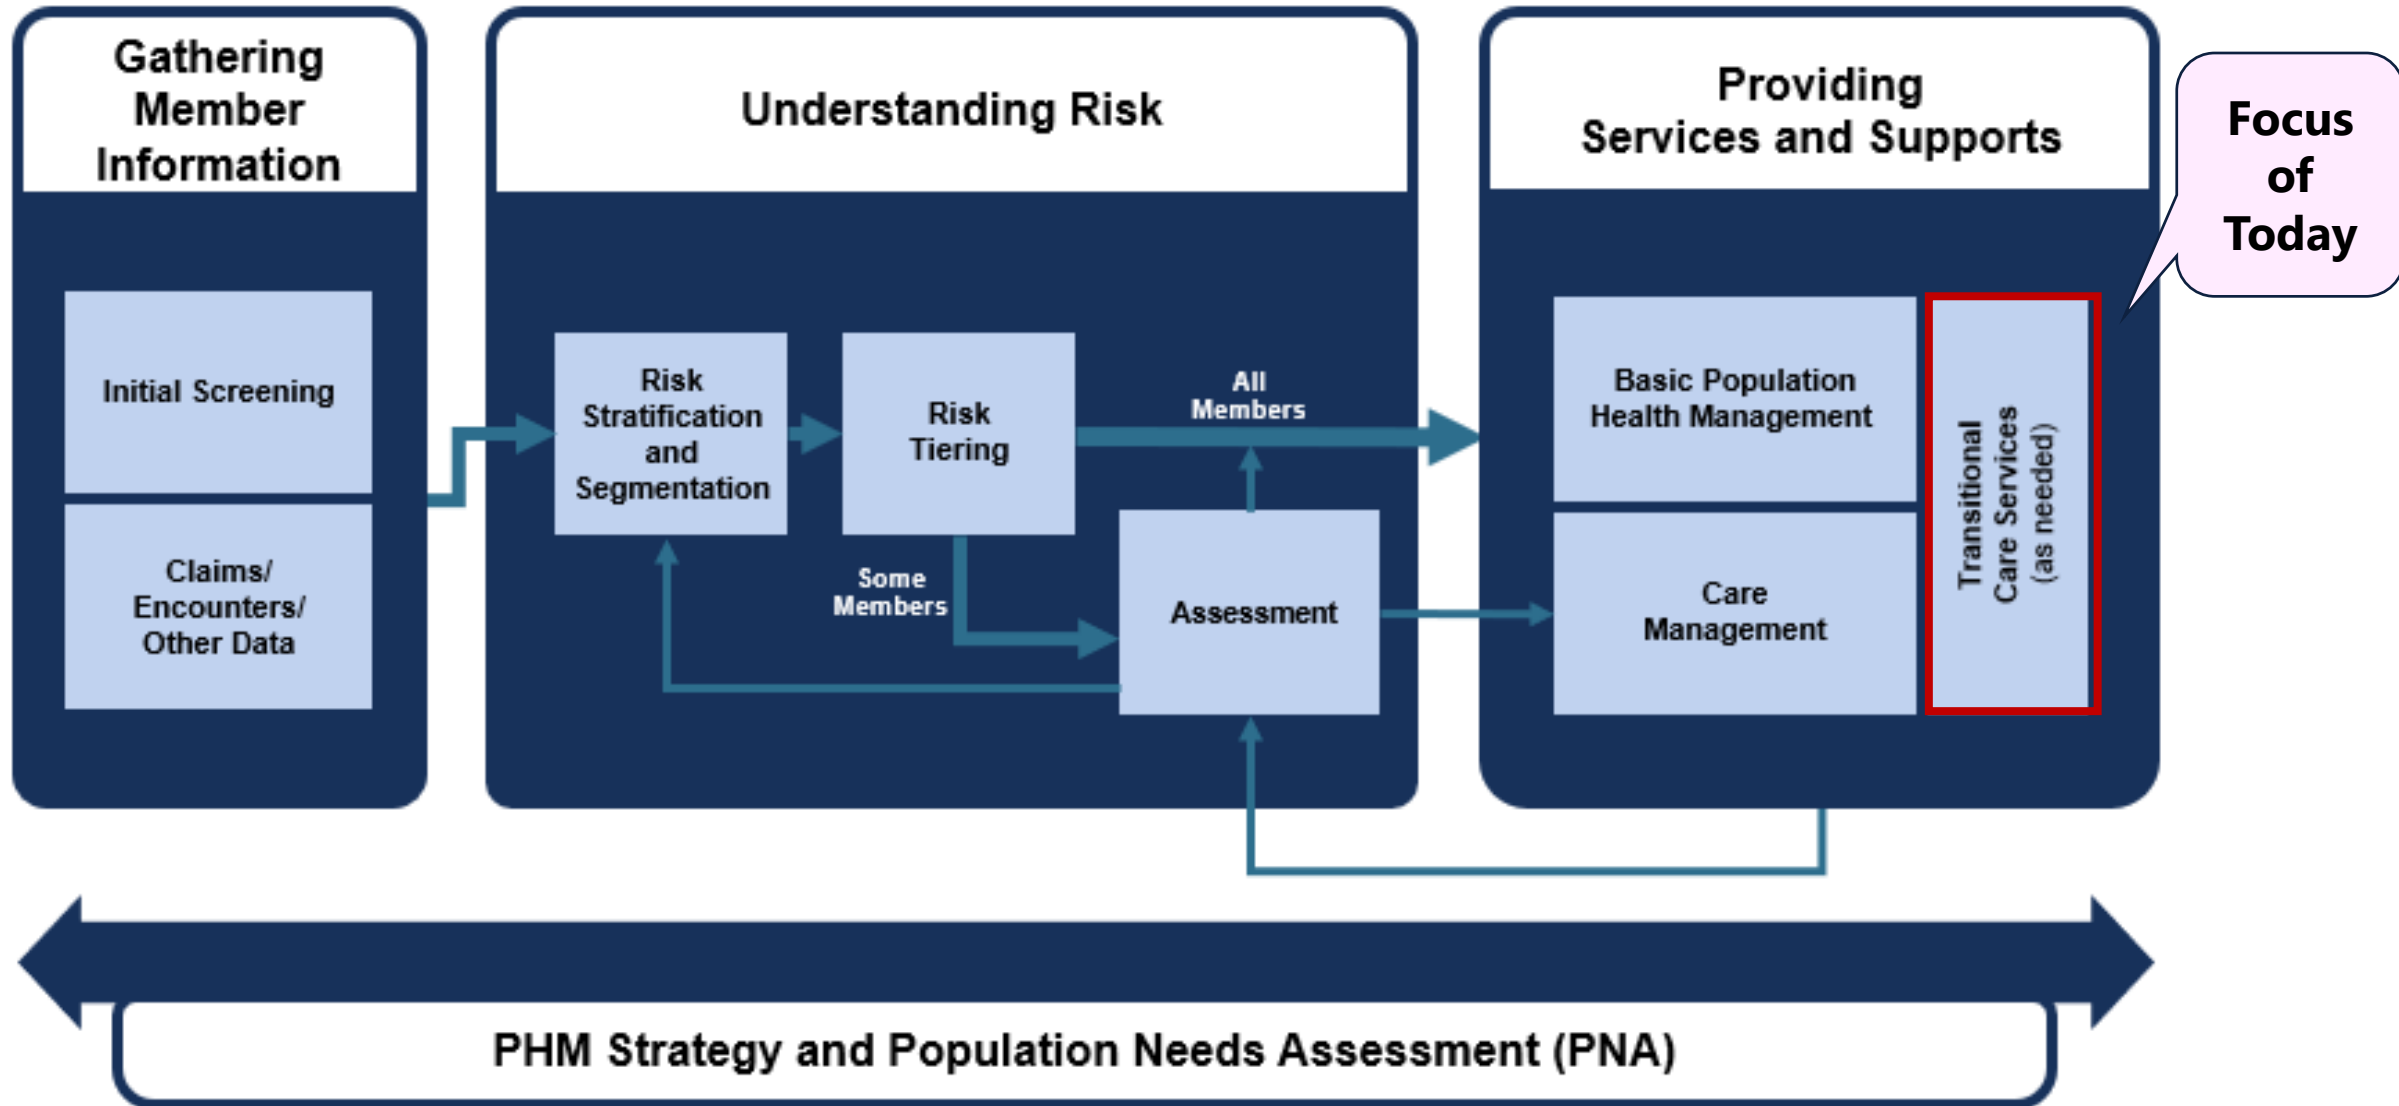 Gathering
Member
Information
Initial Screening
Claims/
Encounters/
Other Data
Understanding Risk
Risk
Stratification
and
Segmentation
Risk
Tiering
All
Members
Some
Members
Assessment
Providing
Services and Supports
Basic Population
Health Management
Care
Management
Transitional
Care Services
(as needed)
Focus
of
Today
PHM Strategy and Population Needs Assessment (PNA)